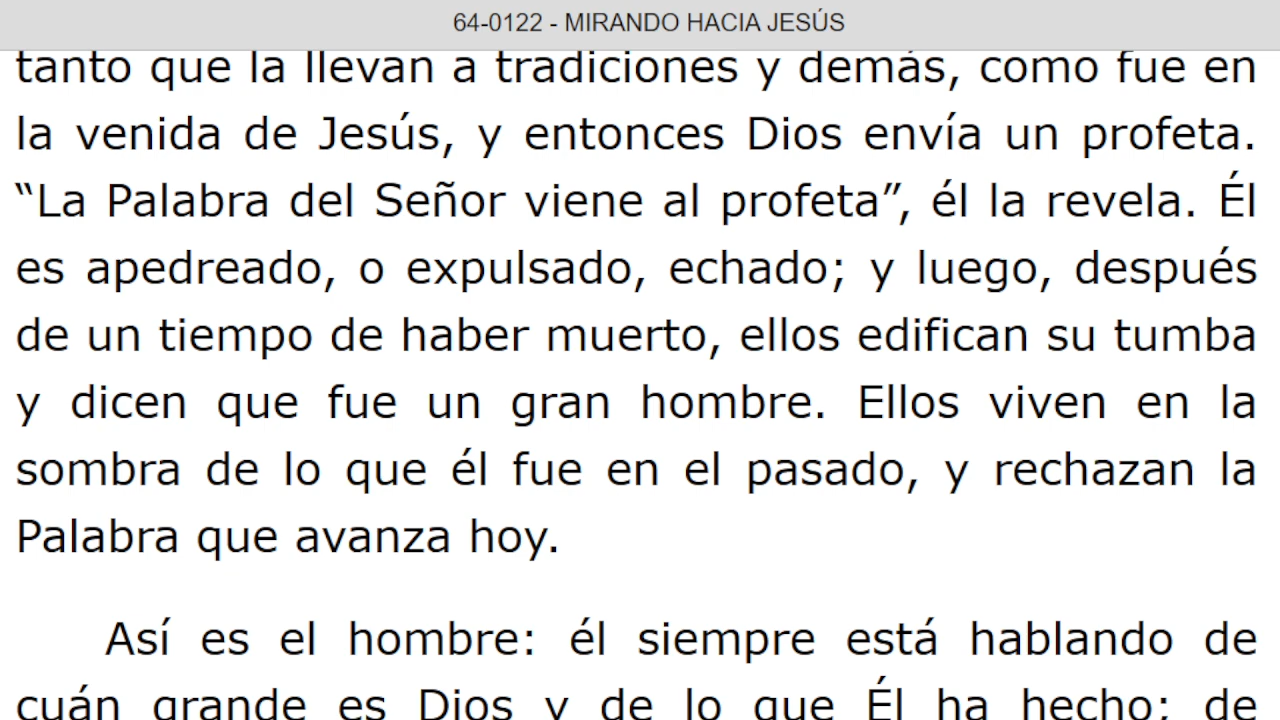 64-0122 - MIRANDO HACIA JESÚS
tanto que la llevan a tradiciones y demás, como fue en
la venida de Jesús, y entonces Dios envía un profeta.
“La Palabra del Señor viene al profeta”, él la revela. Él
es apedreado, o expulsado, echado; y luego, después
de un tiempo de haber muerto, ellos edifican su tumba
y dicen que fue un gran hombre. Ellos viven en la
sombra de lo que él fue en el pasado, y rechazan la
Palabra que avanza hoy.
Así es el hombre: él siempre está hablando de
cuán grande es Dios y de lo que Él ha hecho; de